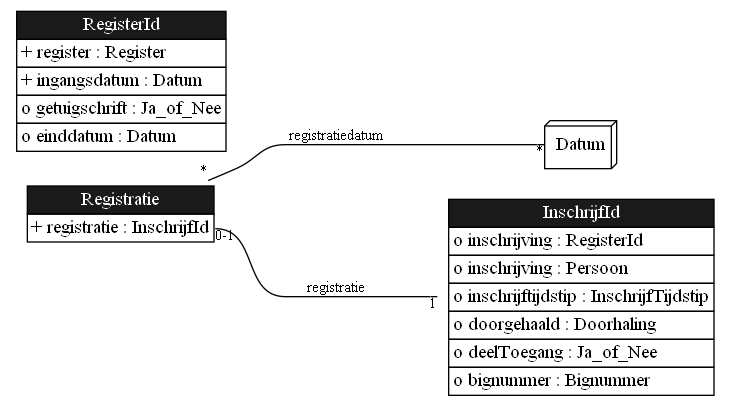 RegisterId
+ register : Register
+ ingangsdatum : Datum
o getuigschrift : Ja_of_Nee
o einddatum : Datum
registratiedatum
*
*
Datum
Registratie
+ registratie : InschrijfId
0-1
registratie
1
InschrijfId
o inschrijving : RegisterId
o inschrijving : Persoon
o inschrijftijdstip : InschrijfTijdstip
o doorgehaald : Doorhaling
o deelToegang : Ja_of_Nee
o bignummer : Bignummer